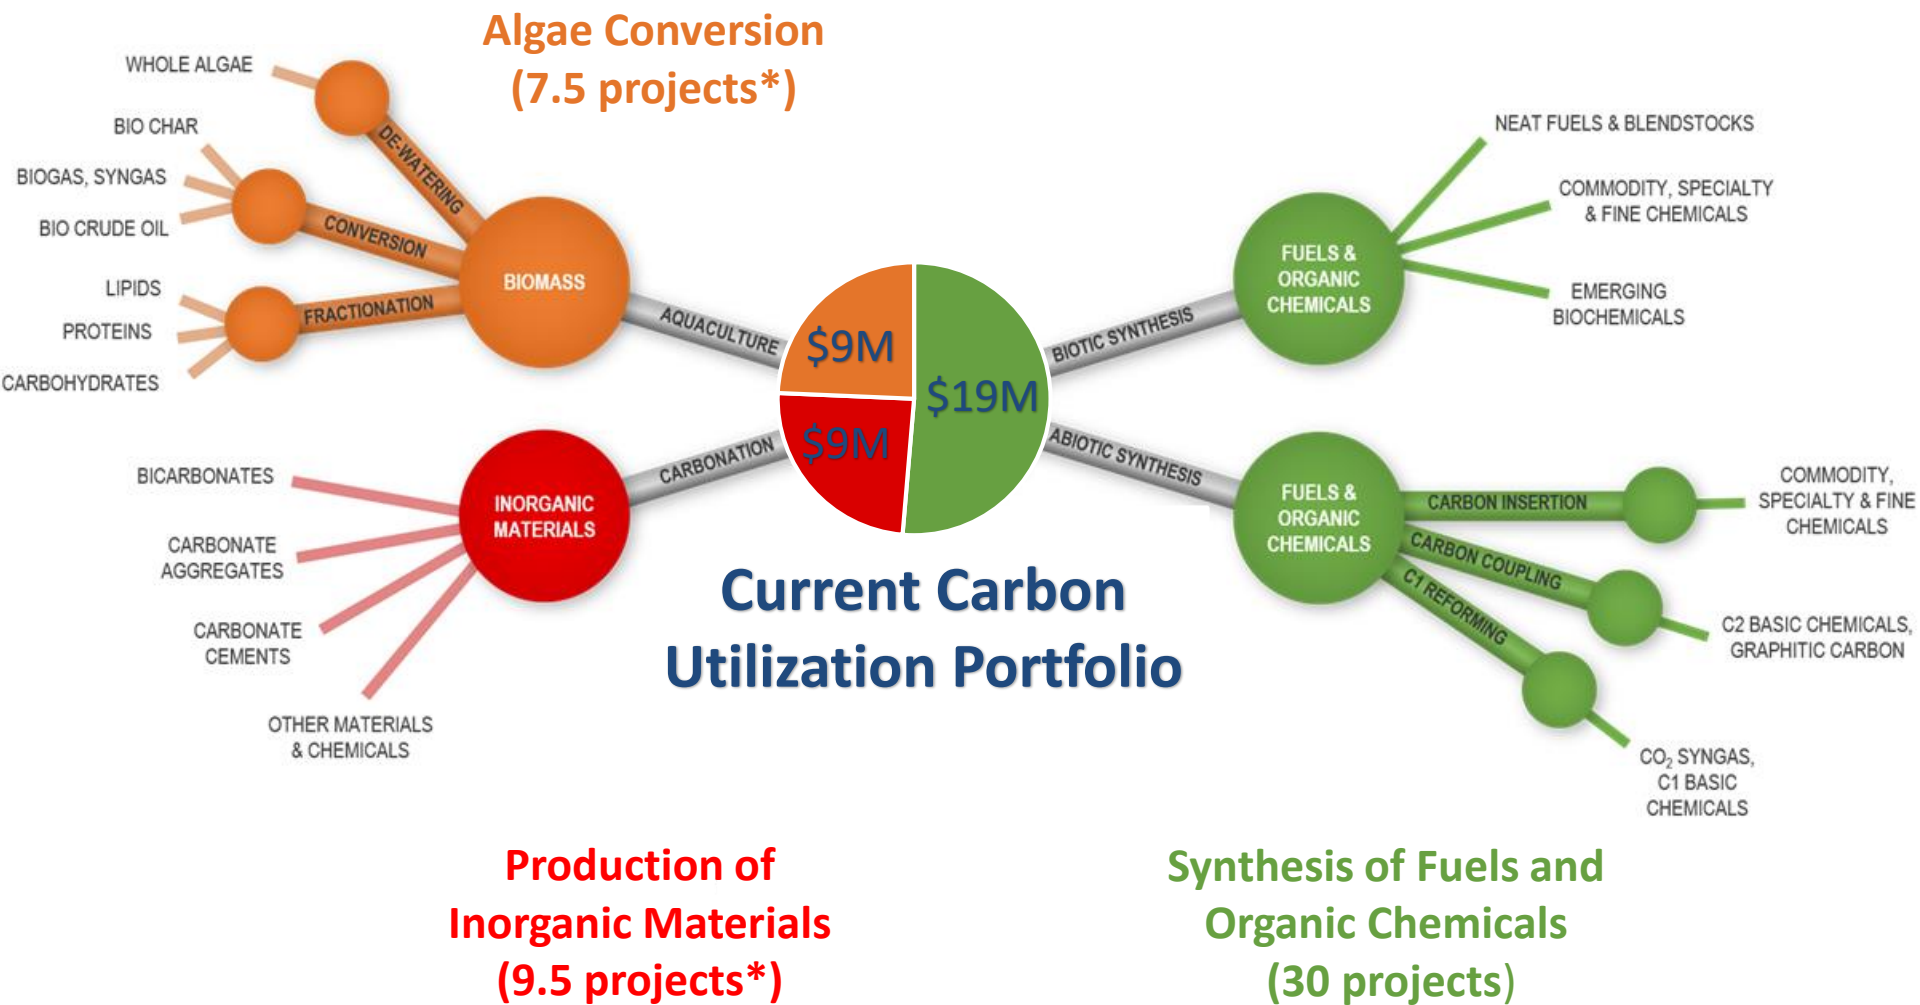 Algae Conversion
(7.5 projects*)
WHOLE ALGAE
BIO CHAR
BIOGAS, SYNGAS
BIO CRUDE OIL
LIPIDS
PROTEINS
CARBOHYDRATES
DE-WATERING
CONVERSION
FRACTIONATION
BIOMASS
AQUACULTURE
BICARBONATES
CARBONATE
AGGREGATES
CARBONATE
CEMENTS
OTHER MATERIALS
& CHEMICALS
INORGANIC
MATERIALS
CARBONATION
$9M
$9M
$19M
BIOTIC SYNTHESIS
FUELS &
ORGANIC
CHEMICALS
NEAT FUELS & BLENDSTOCKS
COMMODITY, SPECIALTY
& FINE CHEMICALS
EMERGING
BIOCHEMICALS
ABIOTIC SYNTHESIS
FUELS &
ORGANIC
CHEMICALS
CARBON INSERTION
CARBON COUPLING
C1 REFORMING
COMMODITY,
SPECIALTY & FINE
CHEMICALS
C2 BASIC CHEMICALS,
GRAPHITIC CARBON
CO₂ SYNGAS,
C1 BASIC
CHEMICALS
Current Carbon
Utilization Portfolio
Production of
Inorganic Materials
(9.5 projects*)
Synthesis of Fuels and
Organic Chemicals
(30 projects)